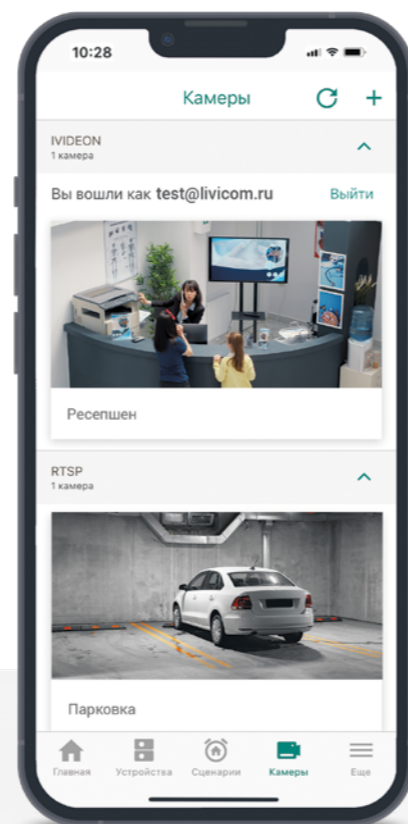 10:28
Камеры
IVIDEON
1 камера
Вы вошли как test@livicom.ru Выйти
Ресепшен
RTSP
1 камера
Парковка
Главная Устройства Сценарии Камеры Еще